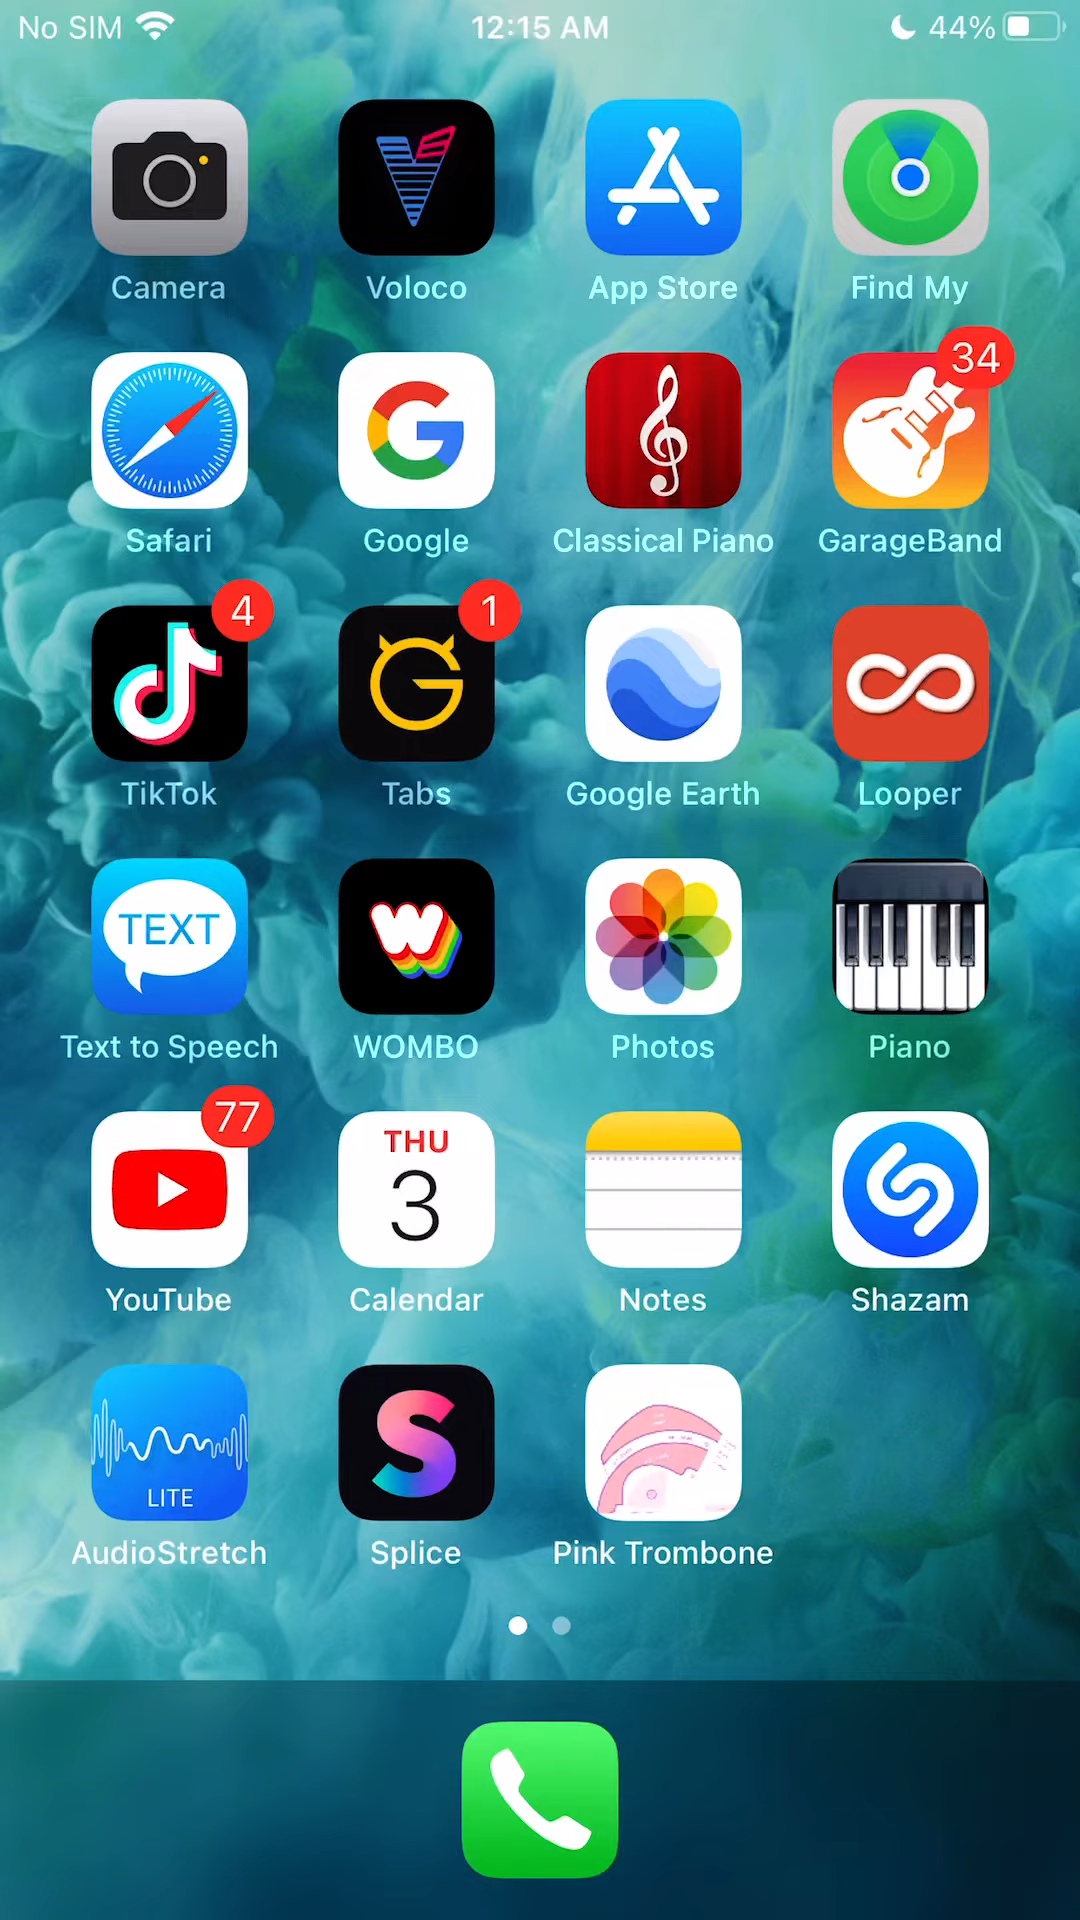 No SIM 12:15 AM 44%
Camera Voloco App Store Find My
34
Safari Google Classical Piano GarageBand
4 1
TikTok Tabs Google Earth Looper
TEXT
Text to Speech WOMBO Photos Piano
77
THU
3
YouTube Calendar Notes Shazam
LITE
AudioStretch Splice Pink Trombone